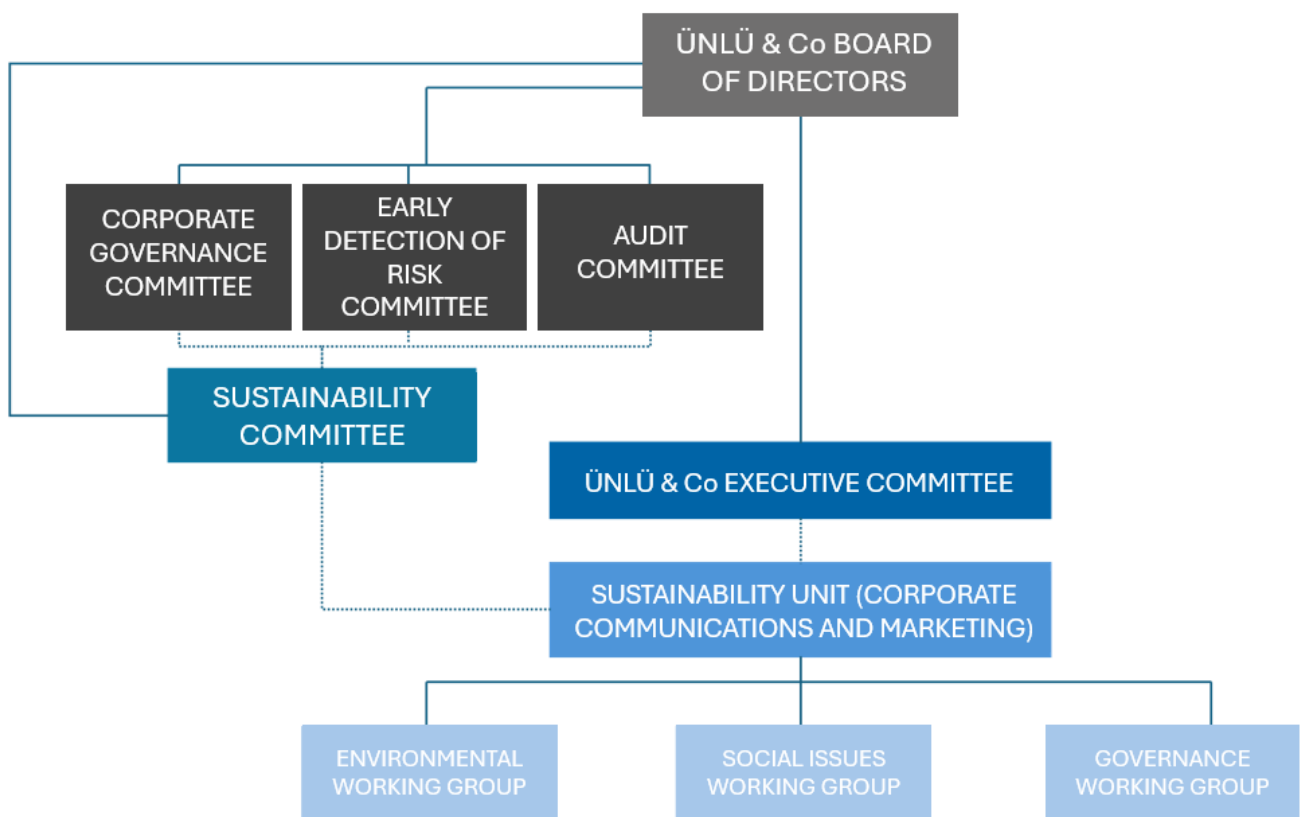 ÜNLÜ & Co BOARD
OF DIRECTORS
CORPORATE
GOVERNANCE
COMMITTEE
EARLY
DETECTION OF
RISK
COMMITTEE
AUDIT
COMMITTEE
SUSTAINABILITY
COMMITTEE
ÜNLÜ & Co EXECUTIVE COMMITTEE
SUSTAINABILITY UNIT (CORPORATE
COMMUNICATIONS AND MARKETING)
ENVIRONMENTAL
WORKING GROUP
SOCIAL ISSUES
WORKING GROUP
GOVERNANCE
WORKING GROUP